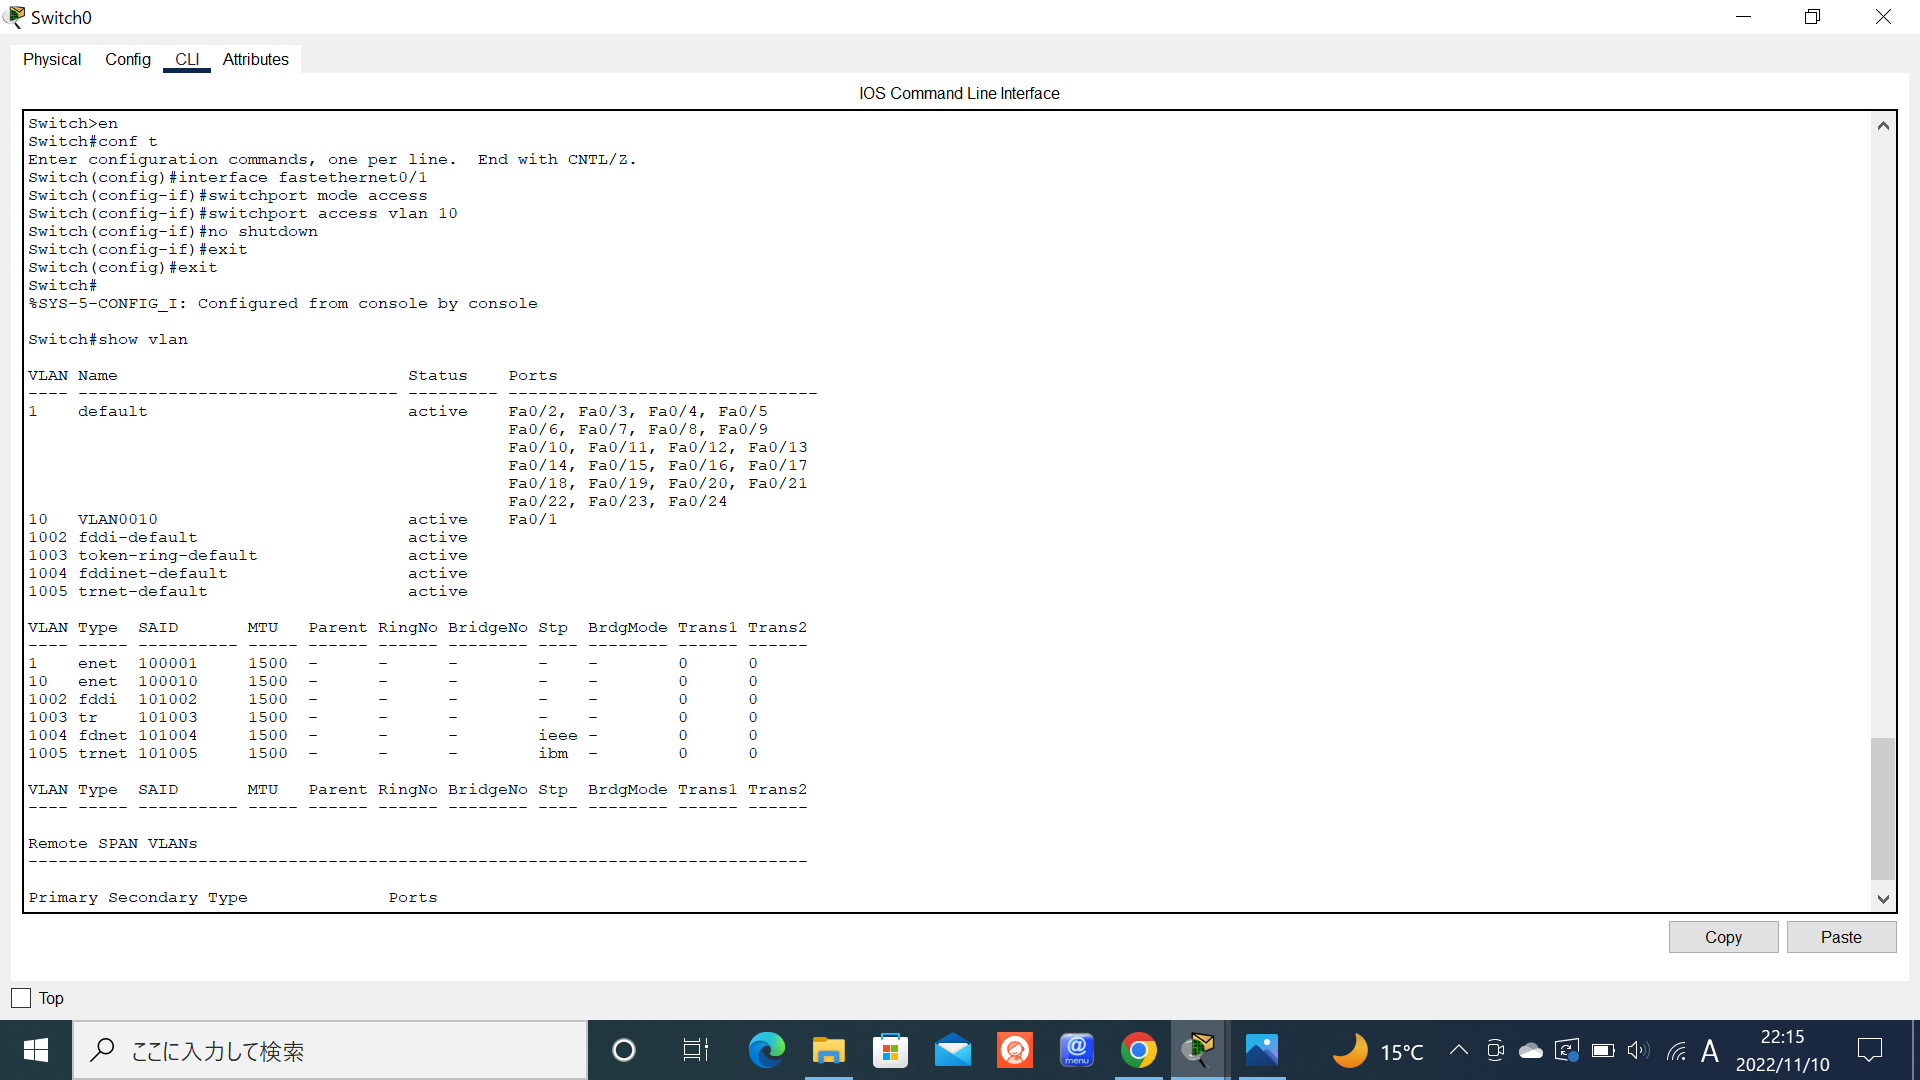 Switch0
Physical Config CLI Attributes
IOS Command Line Interface
Switch>en
Switch#conf t
Enter configuration commands, one per line.  End with CNTL/Z.
Switch(config)#interface fastethernet0/1
Switch(config-if)#switchport mode access
Switch(config-if)#switchport access vlan 10
Switch(config-if)#no shutdown
Switch(config-if)#exit
Switch(config)#exit
Switch#
%SYS-5-CONFIG_I: Configured from console by console
Switch#show vlan
VLAN Name                             Status    Ports
---- -------------------------------- --------- -------------------------------
1    default                          active    Fa0/2, Fa0/3, Fa0/4, Fa0/5
                                                Fa0/6, Fa0/7, Fa0/8, Fa0/9
                                                Fa0/10, Fa0/11, Fa0/12, Fa0/13
                                                Fa0/14, Fa0/15, Fa0/16, Fa0/17
                                                Fa0/18, Fa0/19, Fa0/20, Fa0/21
                                                Fa0/22, Fa0/23, Fa0/24
10   VLAN0010                         active    Fa0/1
1002 fddi-default                     active
1003 token-ring-default               active
1004 fddinet-default                  active
1005 trnet-default                    active
VLAN Type  SAID       MTU   Parent RingNo BridgeNo Stp  BrdgMode Trans1 Trans2
---- ----- ---------- ----- ------ ------ -------- ---- -------- ------ ------
1    enet  100001     1500  -      -      -        -    -        0      0
10   enet  100010     1500  -      -      -        -    -        0      0
1002 fddi  101002     1500  -      -      -        -    -        0      0
1003 tr    101003     1500  -      -      -        -    -        0      0
1004 fdnet 101004     1500  -      -      -        ieee -        0      0
1005 trnet 101005     1500  -      -      -        ibm  -        0      0
VLAN Type  SAID       MTU   Parent RingNo BridgeNo Stp  BrdgMode Trans1 Trans2
---- ----- ---------- ----- ------ ------ -------- ---- -------- ------ ------
Remote SPAN VLANs
------------------------------------------------------------------------------
Primary Secondary Type              Ports
Copy Paste
Top
ここに入力して検索
@
menu
15°C
A
22:15
2022/11/10